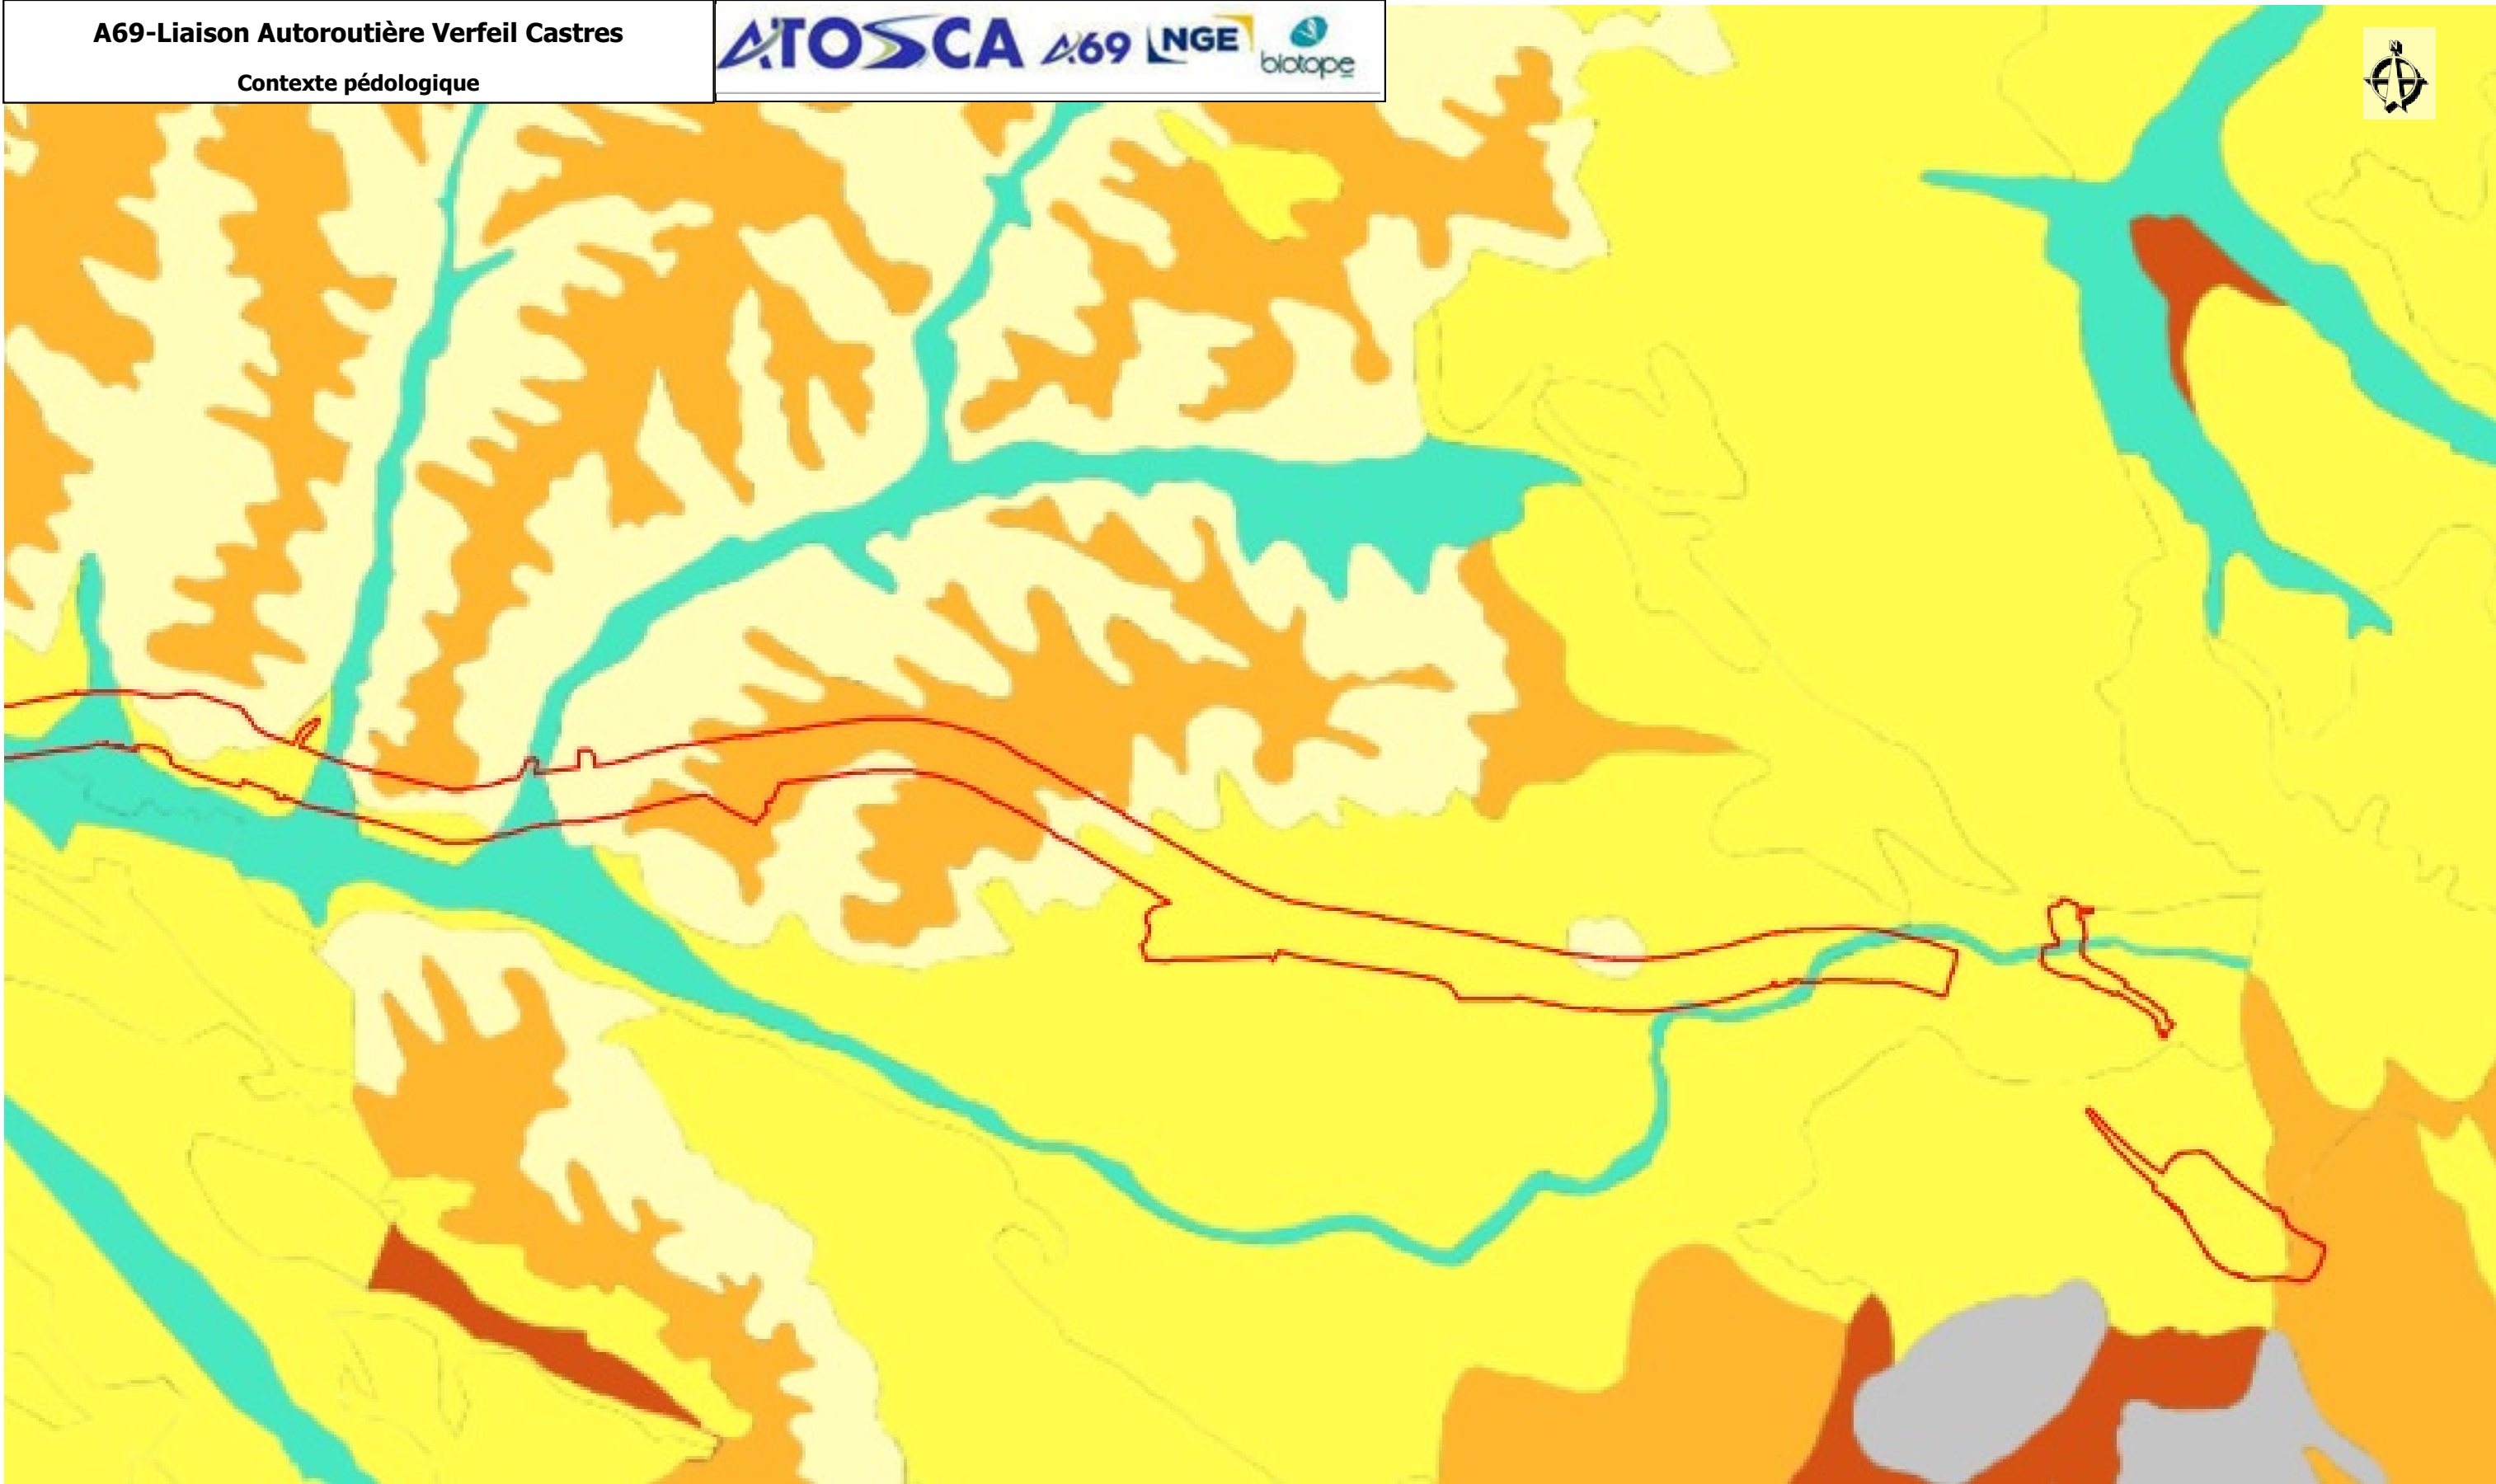 A69-Liaison Autoroutière Verfeil Castres
Contexte pédologique
ATOSCA A69 NGE biotope
N